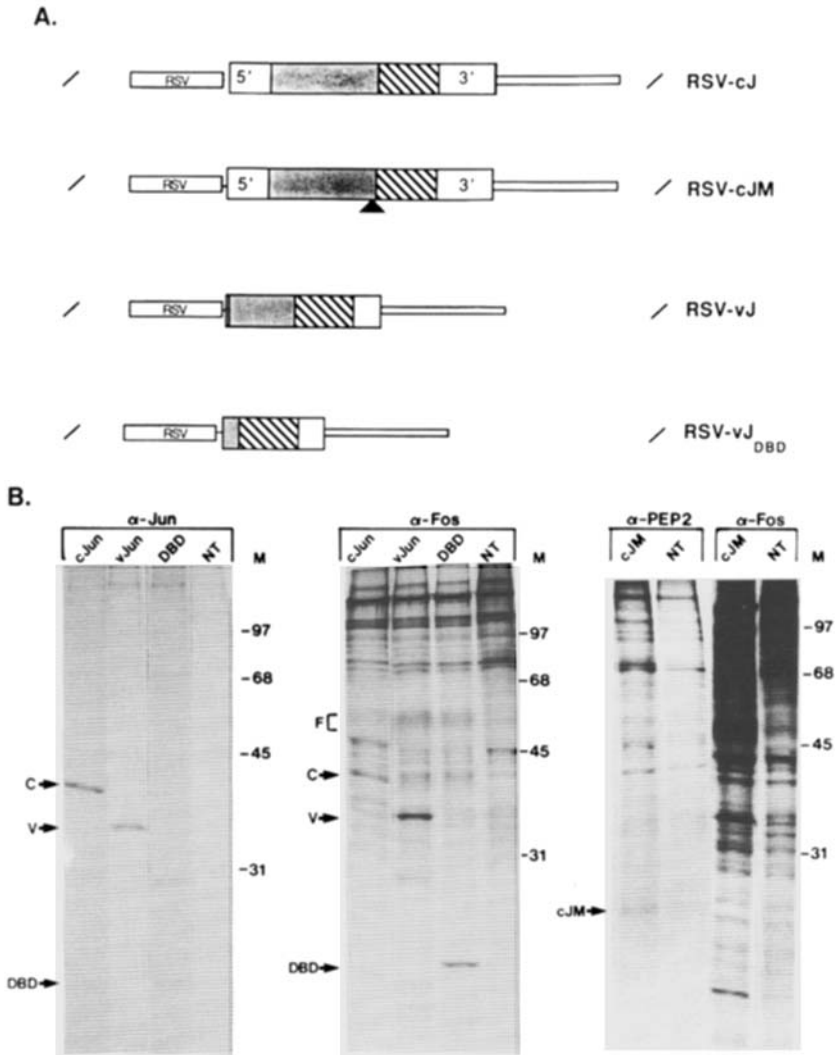 A.
RSV 5' 3' RSV-cJ
RSV 5' 3' RSV-cJM
RSV RSV-vJ
RSV RSV-vJDBD
B.
α-Jun
cJun vJun DBD NT M
-97
-68
-45
C
V
-31
DBD
α-Fos
cJun vJun DBD NT M
-97
-68
F
-45
C
V
-31
DBD
α-PEP2 α-Fos
cJM NT cJM NT M
-97
-68
-45
-31
cJM